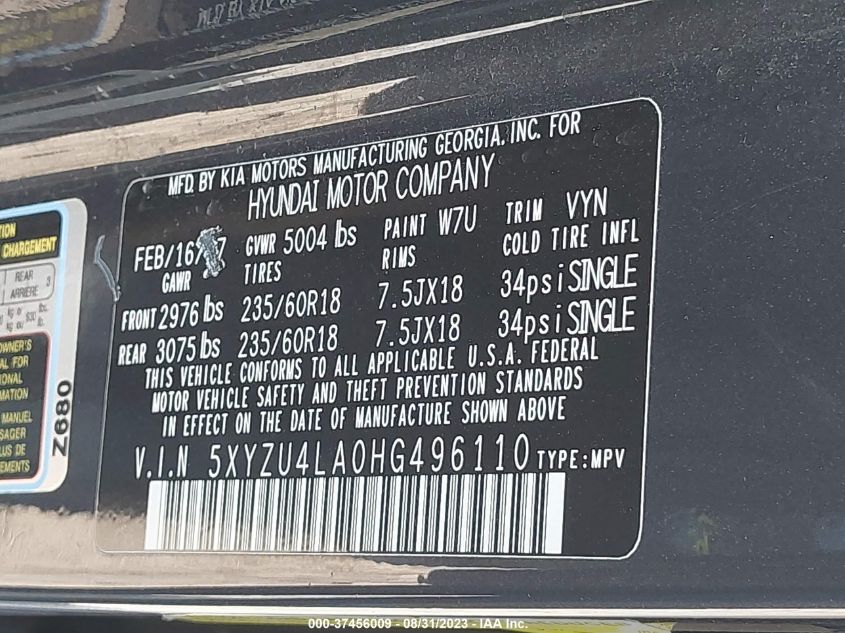 MFD. BY KIA MOTORS MANUFACTURING GEORGIA, INC. FOR
HYUNDAI MOTOR COMPANY
FEB/16 GVWR 5004 lbs PAINT W7U TRIM VYN
GAWR TIRES RIMS COLD TIRE INFL
FRONT 2976 lbs 235/60R18 7.5JX18 34psi SINGLE
REAR 3075 lbs 235/60R18 7.5JX18 34psi SINGLE
THIS VEHICLE CONFORMS TO ALL APPLICABLE U.S.A. FEDERAL
MOTOR VEHICLE SAFETY AND THEFT PREVENTION STANDARDS
IN EFFECT ON THE DATE OF MANUFACTURE SHOWN ABOVE
V.I.N 5XYZU4LA0HG496110 TYPE:MPV
CHARGEMENT
REAR 3
ARRIÈRE
OWNER'S
FOR
MANUEL
Z680
000-37456009 - 08/31/2023 - IAA Inc.